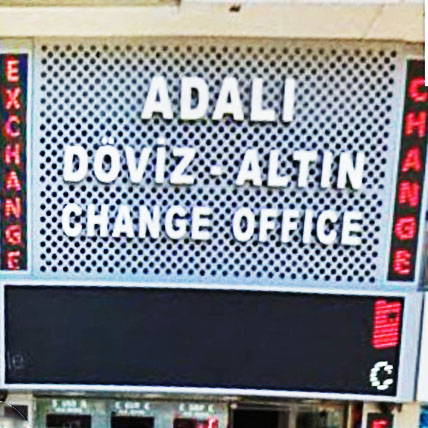 ADALI
DÖVİZ - ALTIN
CHANGE OFFICE
EXCHANGE
CHANGE
C